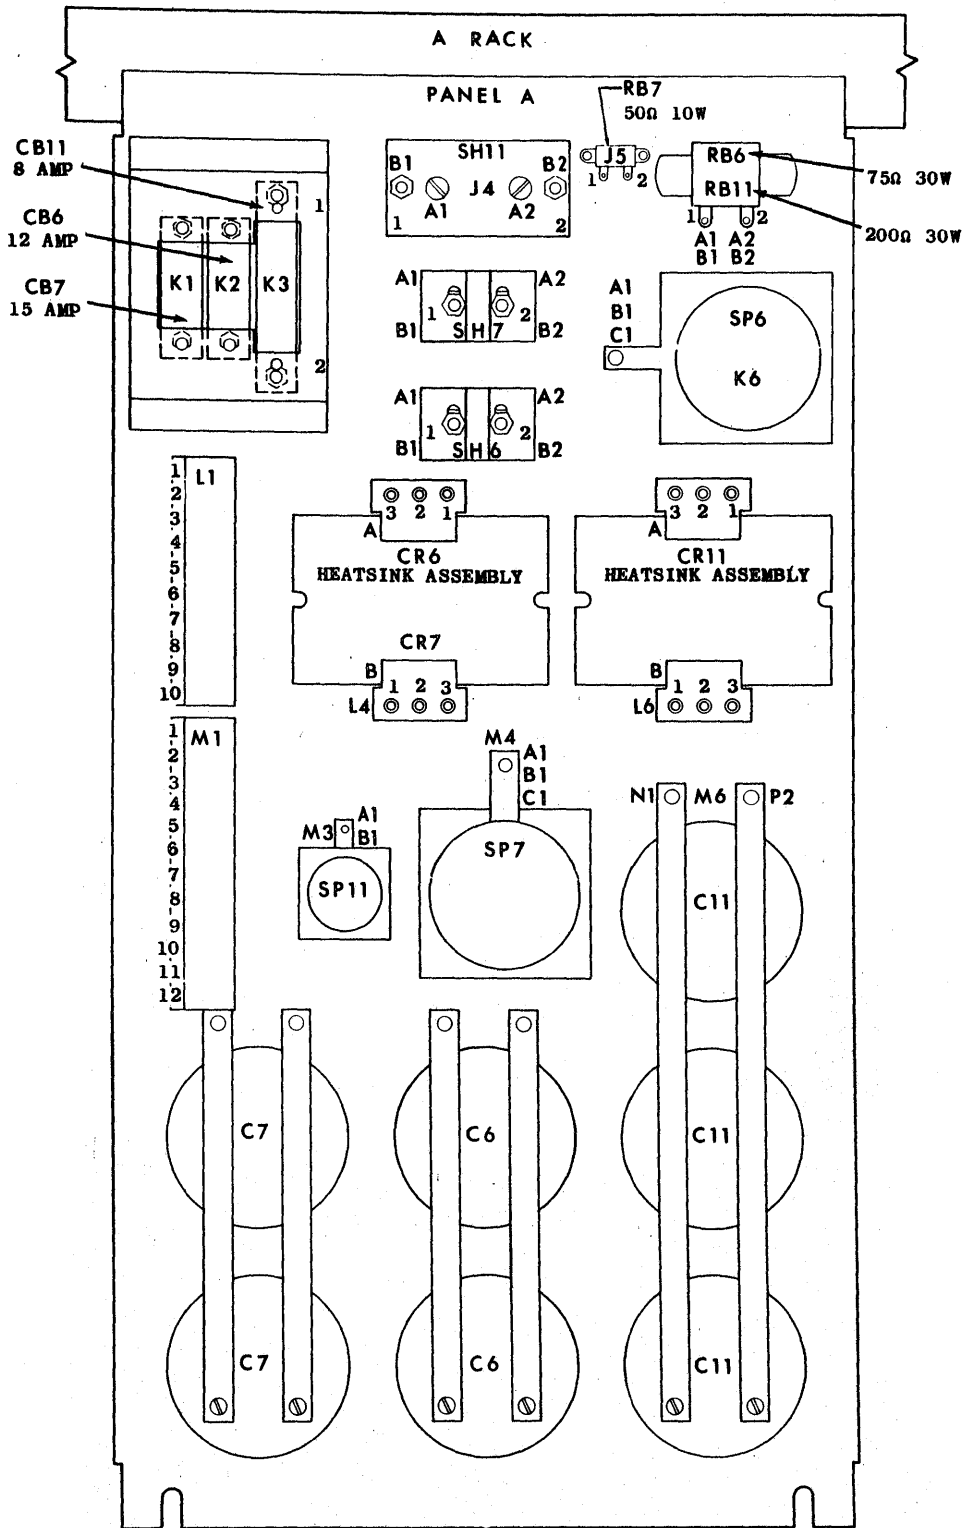 A RACK
PANEL A
RB7
50Ω 10W
CB11
8 AMP
CB6
12 AMP
CB7
15 AMP
K1 K2 K3
1
2
B1 SH11 B2
J4
A1 A2
1 2
J5
1 2
RB6
RB11
75Ω 30W
200Ω 30W
1 2
A1 A2
B1 B2
A1 A2
1 2
B1 SH7 B2
A1 A2
1 2
B1 SH6 B2
A1
B1
C1
SP6
K6
1 L1
2
3
4
5
6
7
8
9
10
3 2 1
A
CR6
HEATSINK ASSEMBLY
CR7
B
1 2 3
L4
3 2 1
A
CR11
HEATSINK ASSEMBLY
B
1 2 3
L6
1 M1
2
3
4
5
6
7
8
9
10
11
12
M3 A1
B1
SP11
M4 A1
B1
C1
SP7
N1 M6 P2
C11
C7 C6 C11
C7 C6 C11